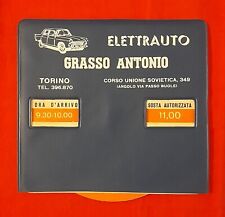 ELETTRAUTO
GRASSO ANTONIO
TORINO
TEL. 396.870
CORSO UNIONE SOVIETICA, 349
(ANGOLO VIA PASSO BUOLE)
ORA D'ARRIVO
9.30-10.00
SOSTA AUTORIZZATA
11,00